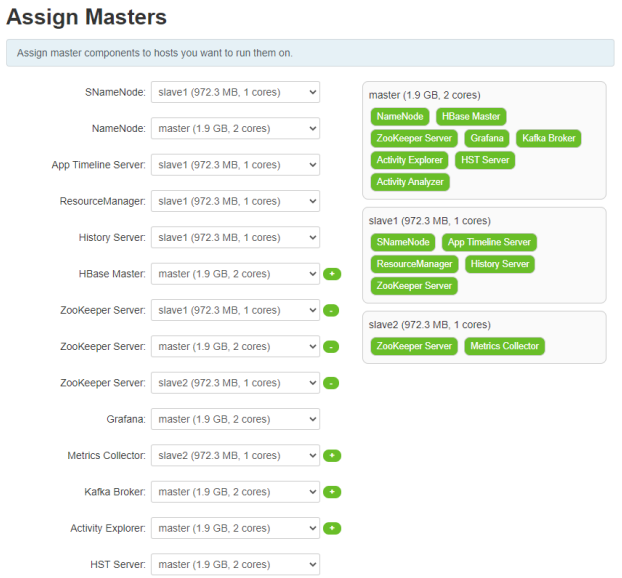 Assign Masters
Assign master components to hosts you want to run them on.
SNameNode: slave1 (972.3 MB, 1 cores)
NameNode: master (1.9 GB, 2 cores)
App Timeline Server: slave1 (972.3 MB, 1 cores)
ResourceManager: slave1 (972.3 MB, 1 cores)
History Server: slave1 (972.3 MB, 1 cores)
HBase Master: master (1.9 GB, 2 cores) +
ZooKeeper Server: slave1 (972.3 MB, 1 cores) -
ZooKeeper Server: master (1.9 GB, 2 cores) -
ZooKeeper Server: slave2 (972.3 MB, 1 cores) -
Grafana: master (1.9 GB, 2 cores)
Metrics Collector: slave2 (972.3 MB, 1 cores) +
Kafka Broker: master (1.9 GB, 2 cores) +
Activity Explorer: master (1.9 GB, 2 cores) +
HST Server: master (1.9 GB, 2 cores)
master (1.9 GB, 2 cores)
NameNode HBase Master
ZooKeeper Server Grafana Kafka Broker
Activity Explorer HST Server
Activity Analyzer
slave1 (972.3 MB, 1 cores)
SNameNode App Timeline Server
ResourceManager History Server
ZooKeeper Server
slave2 (972.3 MB, 1 cores)
ZooKeeper Server Metrics Collector